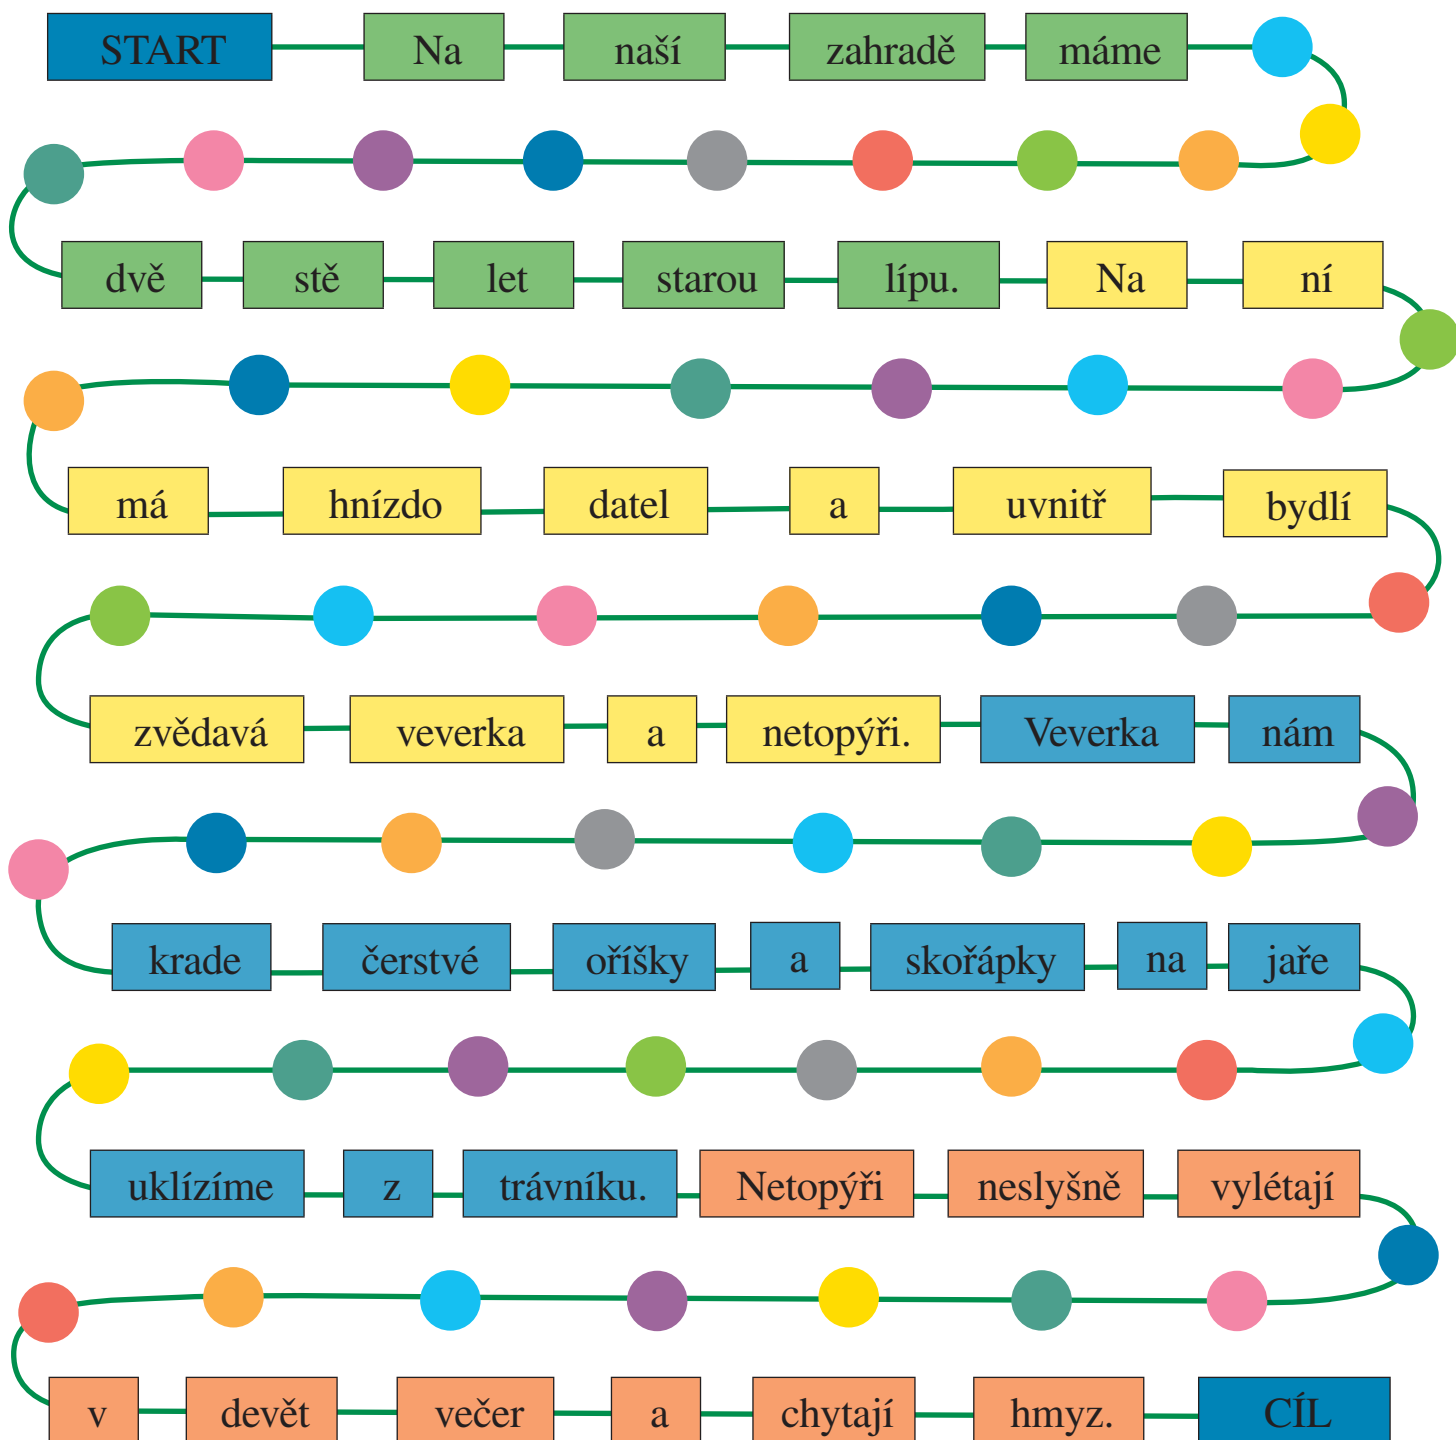 START Na naší zahradě máme
dvě stě let starou lípu. Na ní
má hnízdo datel a uvnitř bydlí
zvědavá veverka a netopýři. Veverka nám
krade čerstvé oříšky a skořápky na jaře
uklízíme z trávníku. Netopýři neslyšně vylétají
v devět večer a chytají hmyz. CÍL